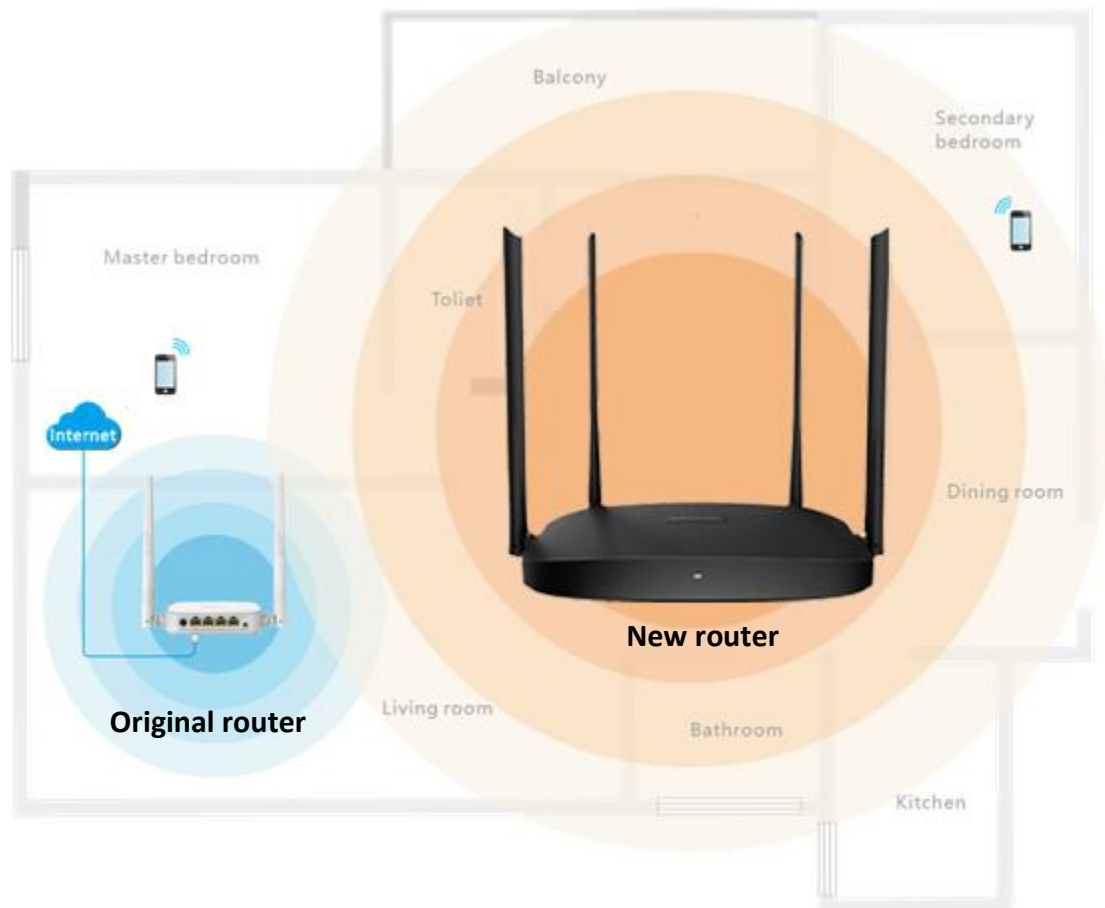 Balcony
Secondary
bedroom
Master bedroom
Toliet
Internet
Dining room
New router
Original router
Living room
Bathroom
Kitchen